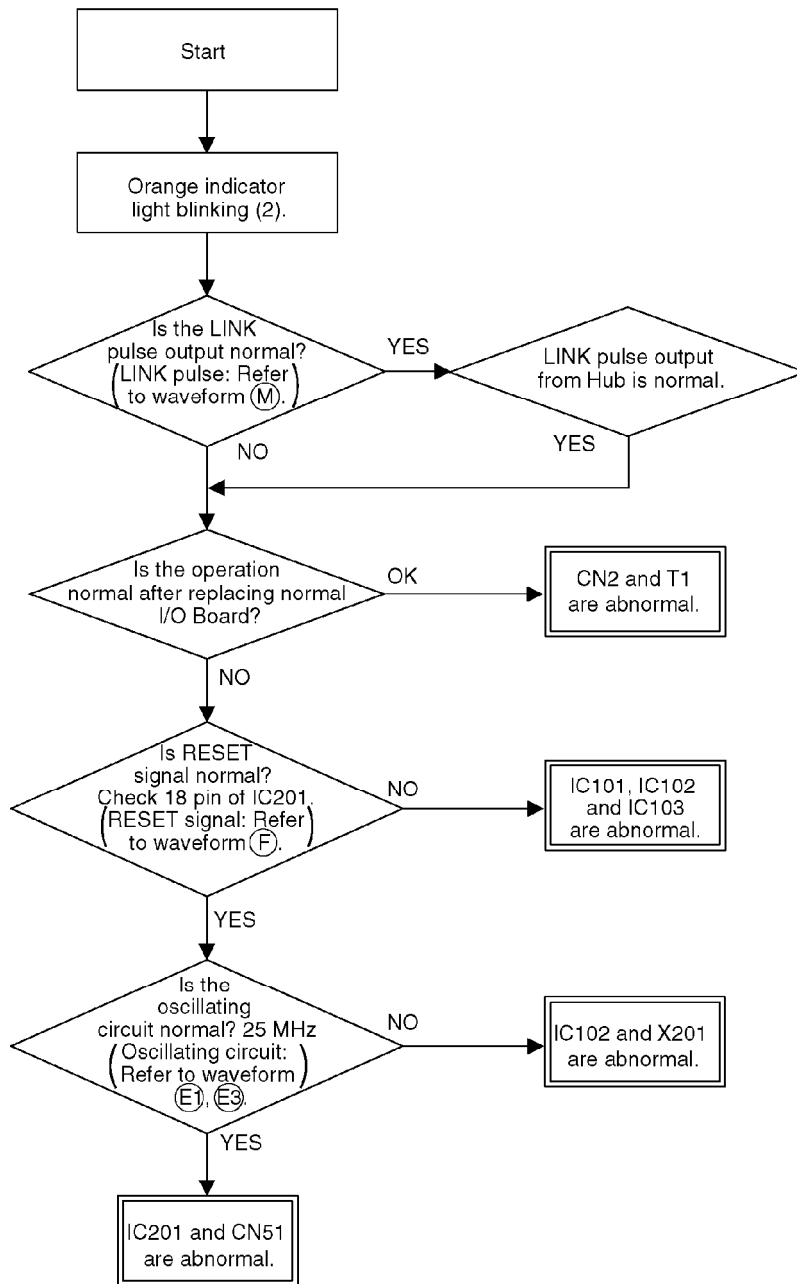 Start
Orange indicator
light blinking (2).
Is the LINK
pulse output normal?
(LINK pulse: Refer
to waveform M.)
YES
LINK pulse output
from Hub is normal.
NO
YES
Is the operation
normal after replacing normal
I/O Board?
OK
CN2 and T1
are abnormal.
NO
Is RESET
signal normal?
Check 18 pin of IC201.
(RESET signal: Refer
to waveform F.)
NO
IC101, IC102
and IC103
are abnormal.
YES
Is the
oscillating
circuit normal? 25 MHz
(Oscillating circuit:
Refer to waveform
E1, E3.)
NO
IC102 and X201
are abnormal.
YES
IC201 and CN51
are abnormal.